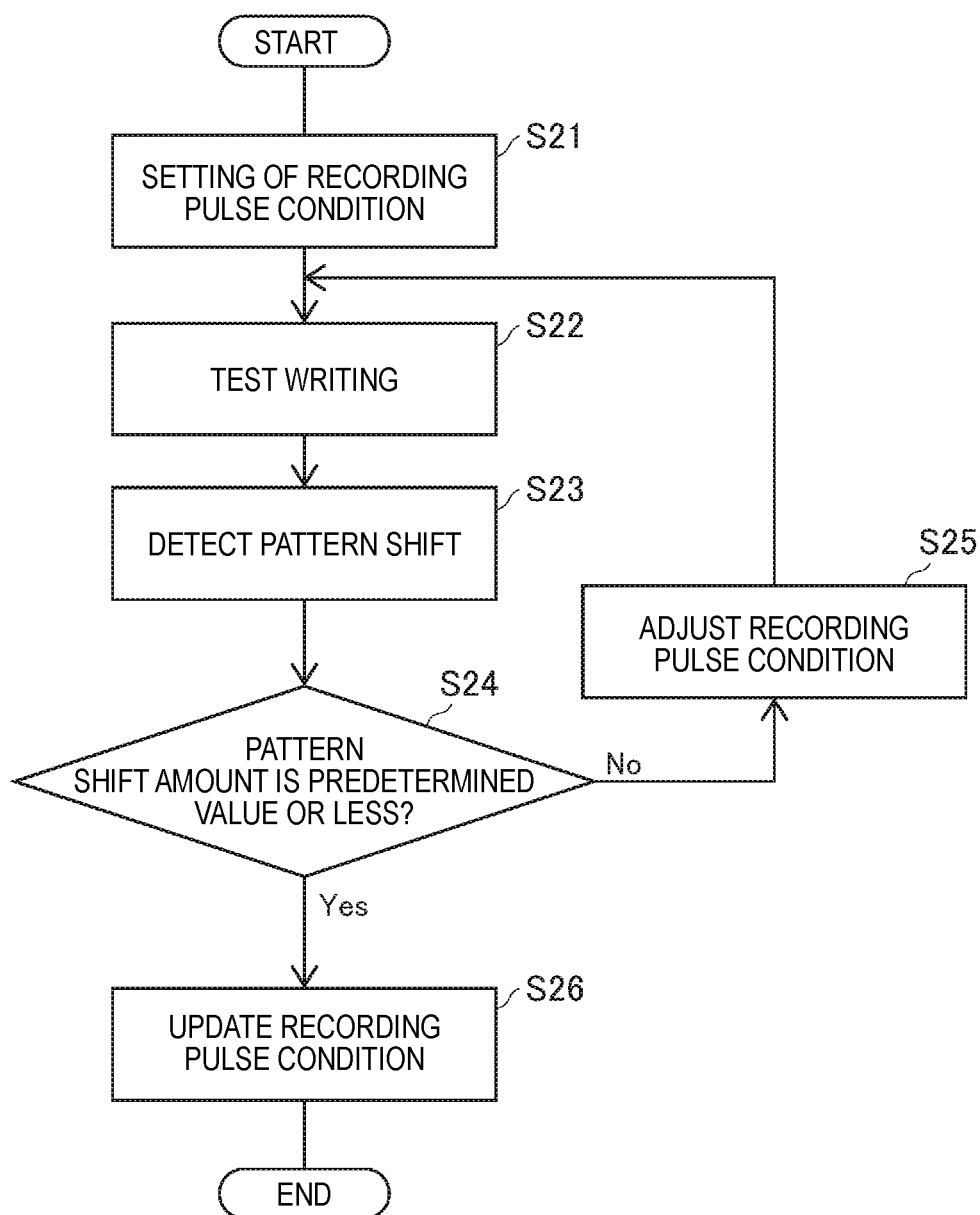 START
S21
SETTING OF RECORDING
PULSE CONDITION
S22
TEST WRITING
S23
DETECT PATTERN SHIFT
S25
ADJUST RECORDING
PULSE CONDITION
S24
PATTERN
SHIFT AMOUNT IS PREDETERMINED
VALUE OR LESS?
No
Yes
S26
UPDATE RECORDING
PULSE CONDITION
END